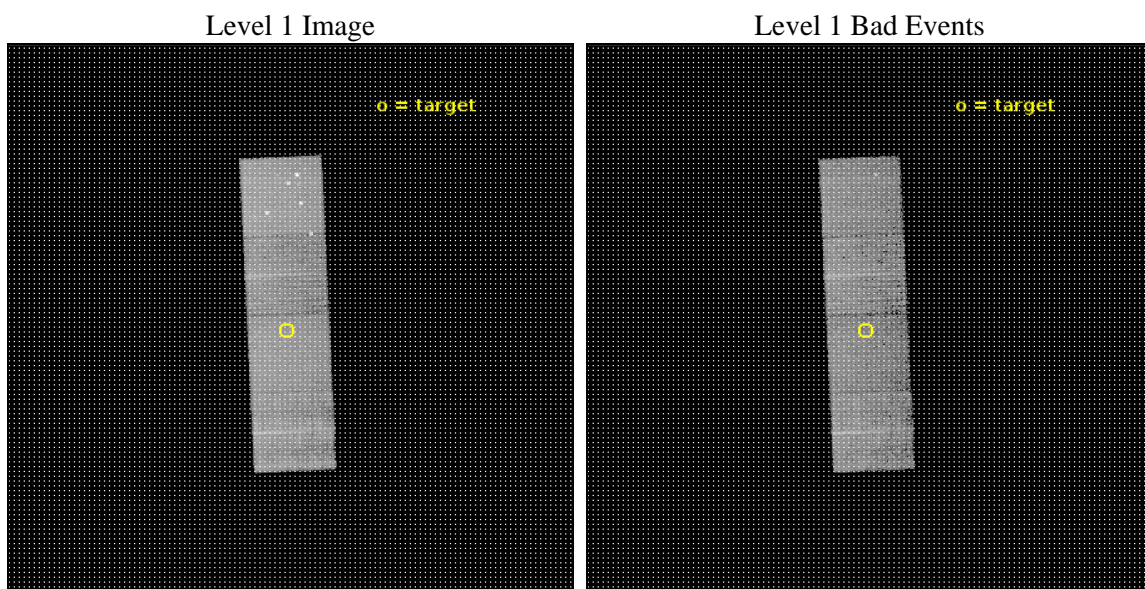 Level 1 Image
Level 1 Bad Events
o = target
o = target